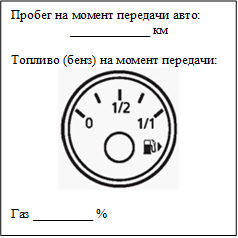 Пробег на момент передачи авто:
____________ км
Топливо (бенз) на момент передачи:
1/2
0 1/1
Газ _________ %